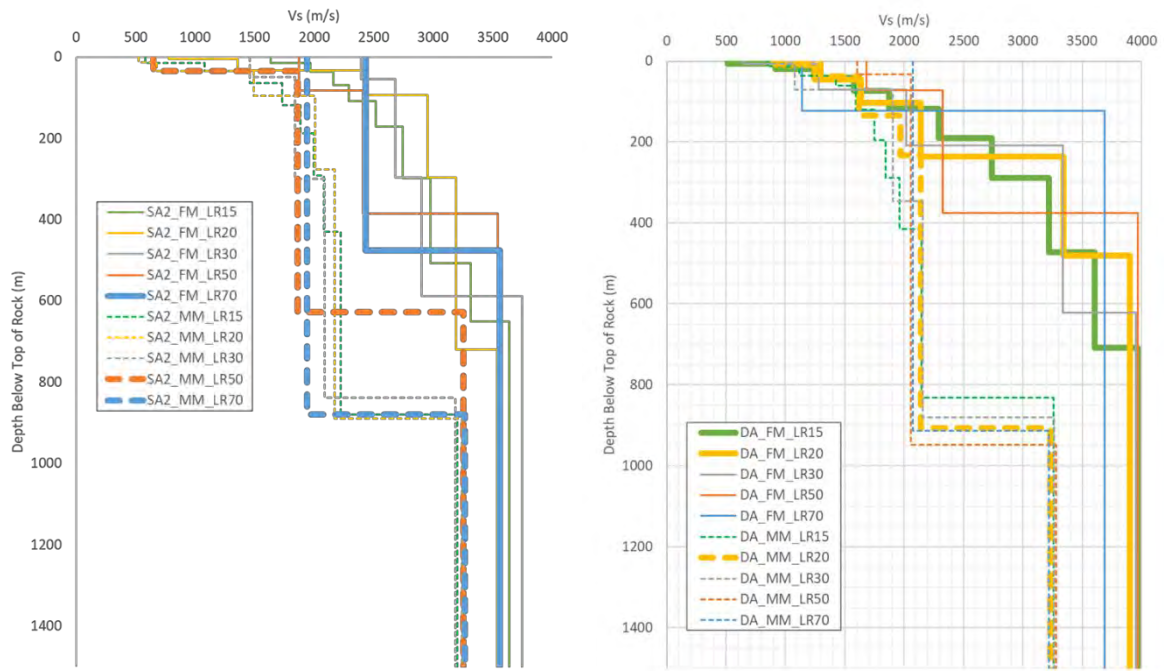 Vs (m/s)
0 500 1000 1500 2000 2500 3000 3500 4000
0
200
400
600
800
1000
1200
1400
Depth Below Top of Rock (m)
SA2_FM_LR15
SA2_FM_LR20
SA2_FM_LR30
SA2_FM_LR50
SA2_FM_LR70
SA2_MM_LR15
SA2_MM_LR20
SA2_MM_LR30
SA2_MM_LR50
SA2_MM_LR70
Vs (m/s)
0 500 1000 1500 2000 2500 3000 3500 4000
0
200
400
600
800
1000
1200
1400
Depth Below Top of Rock (m)
DA_FM_LR15
DA_FM_LR20
DA_FM_LR30
DA_FM_LR50
DA_FM_LR70
DA_MM_LR15
DA_MM_LR20
DA_MM_LR30
DA_MM_LR50
DA_MM_LR70